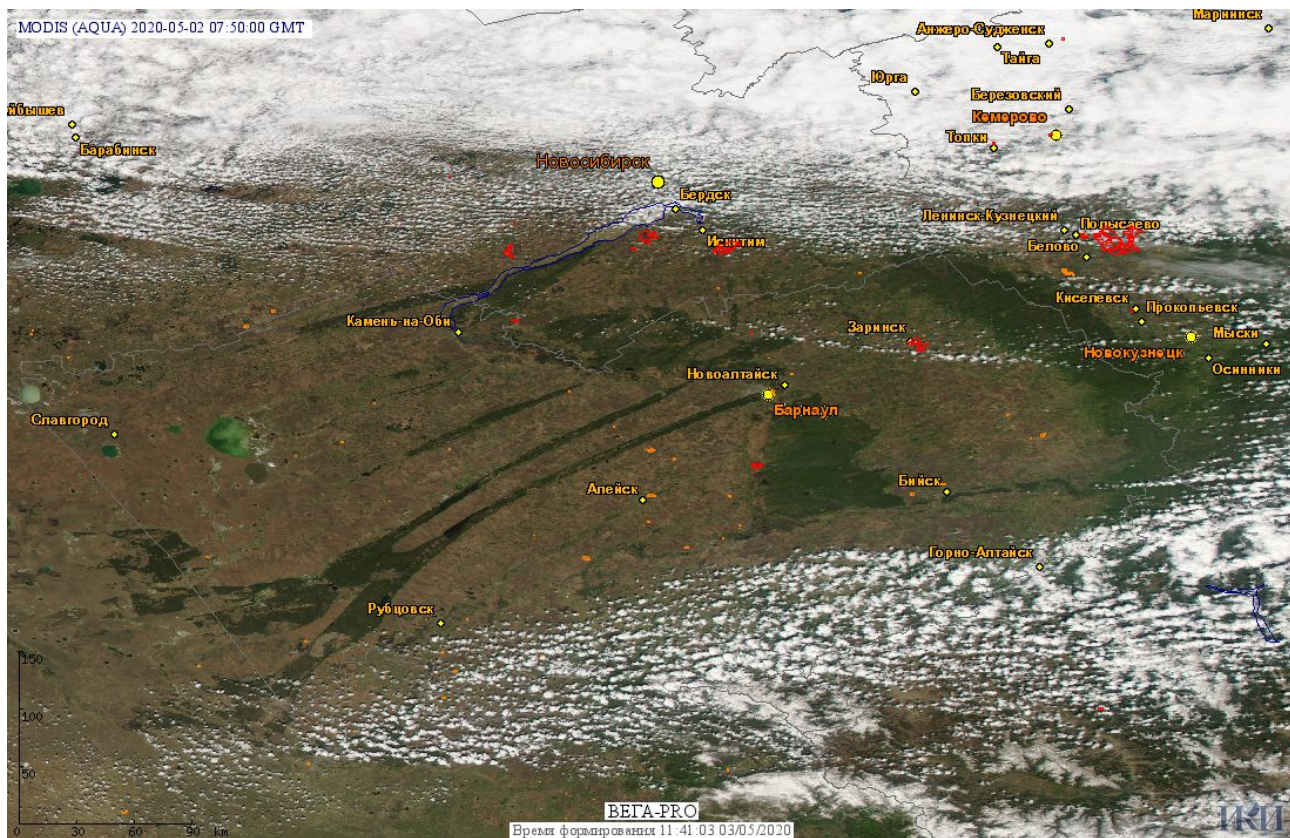 MODIS (AQUA) 2020-05-02 07:50:00 GMT
Мариинск
Анжеро-Судженск
Тайга
Юрга
Березовский
йбышев
Кемерово
Барабинск
Топки
Новосибирск
Бердск
Ленинск-Кузнецкий
Полысаево
Искитим
Белово
Киселевск
Прокопьевск
Камень-на-Оби
Заринск
Мыски
Новокузнецк
Осинники
Новоалтайск
Барнаул
Славгород
Алейск
Бийск
Горно-Алтайск
Рубцовск
150
100
50
0 30 60 90 km
ВЕГА-PRO
Время формирования 11:41:03 03/05/2020
ИКИ